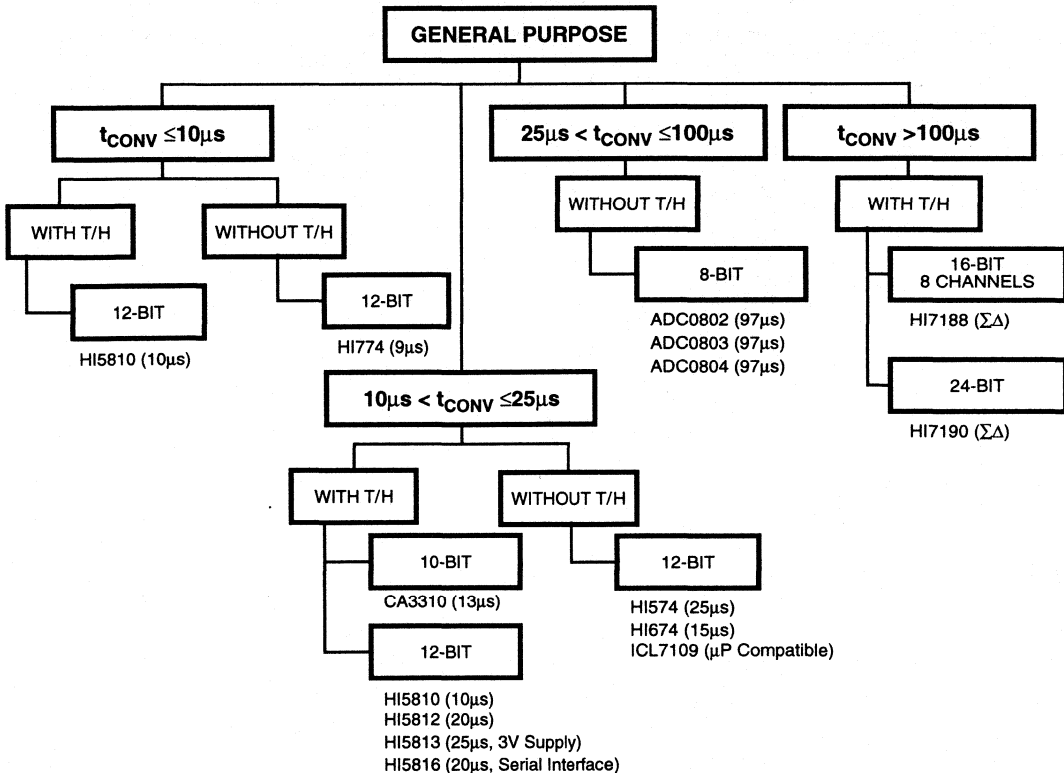 GENERAL PURPOSE
tCONV ≤10µs
25µs < tCONV ≤100µs
tCONV >100µs
WITH T/H
WITHOUT T/H
WITHOUT T/H
WITH T/H
12-BIT
HI5810 (10µs)
12-BIT
HI774 (9µs)
8-BIT
ADC0802 (97µs)
ADC0803 (97µs)
ADC0804 (97µs)
16-BIT
8 CHANNELS
HI7188 (ΣΔ)
24-BIT
HI7190 (ΣΔ)
10µs < tCONV ≤25µs
WITH T/H
WITHOUT T/H
10-BIT
CA3310 (13µs)
12-BIT
HI5810 (10µs)
HI5812 (20µs)
HI5813 (25µs, 3V Supply)
HI5816 (20µs, Serial Interface)
12-BIT
HI574 (25µs)
HI674 (15µs)
ICL7109 (µP Compatible)